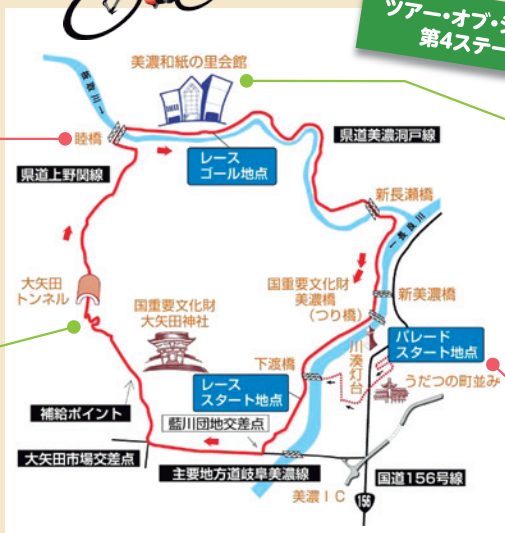 ツアー・オブ・
第4ステー
美濃和紙の里会館
睦橋
レース
ゴール地点
県道美濃洞戸線
県道上野関線
新長瀬橋
長良川
大矢田
トンネル
国重要文化財
大矢田神社
国重要文化財
美濃橋
(つり橋)
新美濃橋
川湊灯台
パレード
スタート地点
下渡橋
うだつの町並み
レース
スタート地点
補給ポイント
藍川団地交差点
大矢田市場交差点
主要地方道岐阜美濃線
国道156号線
美濃IC
156